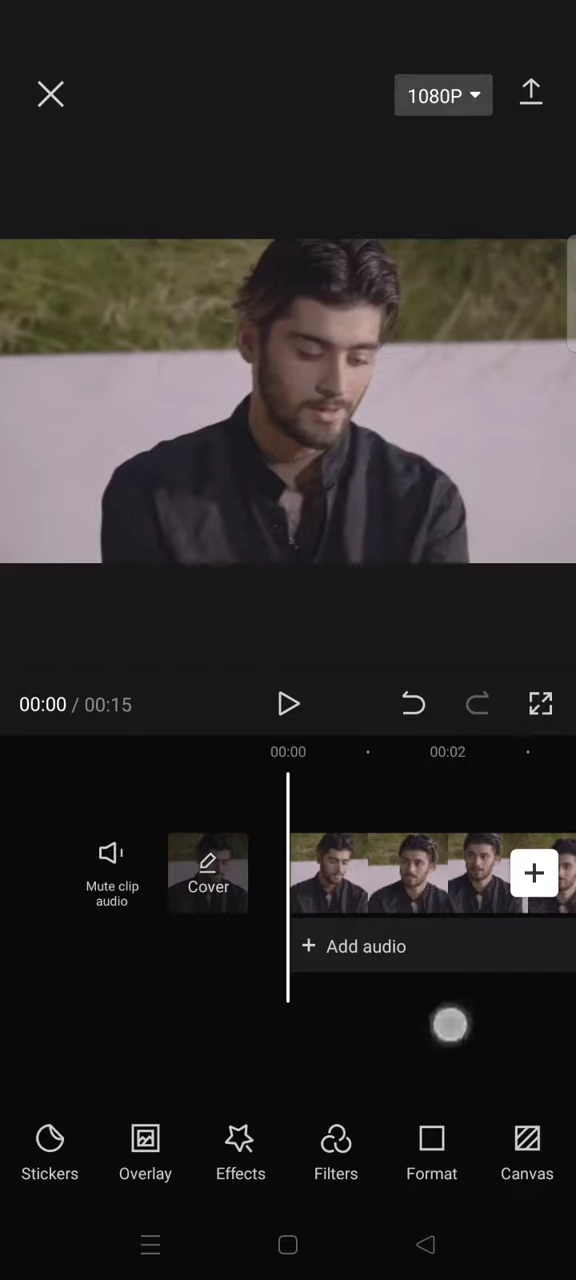 1080P
00:00 / 00:15
00:00
00:02
Mute clip
audio
Cover
+ Add audio
Stickers
Overlay
Effects
Filters
Format
Canvas